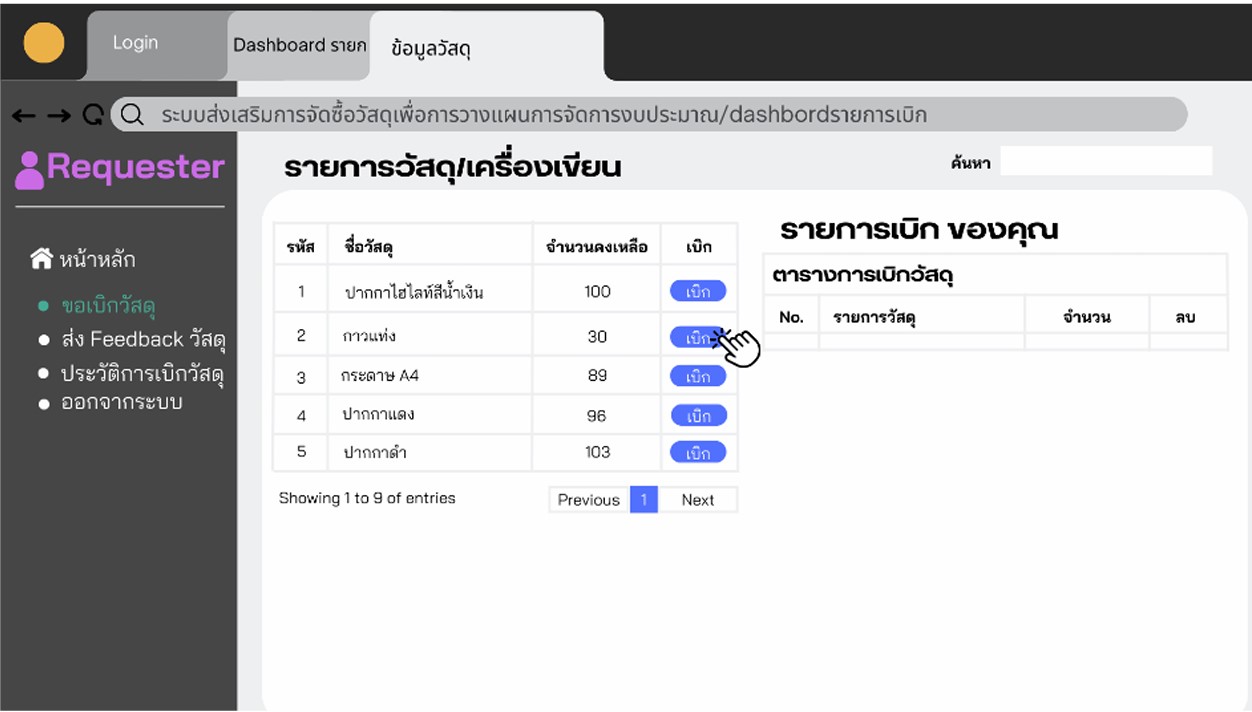 Login
Dashboard รายก
ข้อมูลวัสดุ
ระบบส่งเสริมการจัดซื้อวัสดุเพื่อการวางแผนการจัดการงบประมาณ/dashbordรายการเบิก
Requester
หน้าหลัก
ขอเบิกวัสดุ
ส่ง Feedback วัสดุ
ประวัติการเบิกวัสดุ
ออกจากระบบ
รายการวัสดุ/เครื่องเขียน
ค้นหา
รหัส ชื่อวัสดุ จำนวนคงเหลือ เบิก
1 ปากกาไฮไลท์สีน้ำเงิน 100 เบิก
2 กาวแท่ง 30 เบิก
3 กระดาษ A4 89 เบิก
4 ปากกาแดง 96 เบิก
5 ปากกาดำ 103 เบิก
Showing 1 to 9 of entries
Previous 1 Next
รายการเบิก ของคุณ
ตารางการเบิกวัสดุ
No. รายการวัสดุ จำนวน ลบ